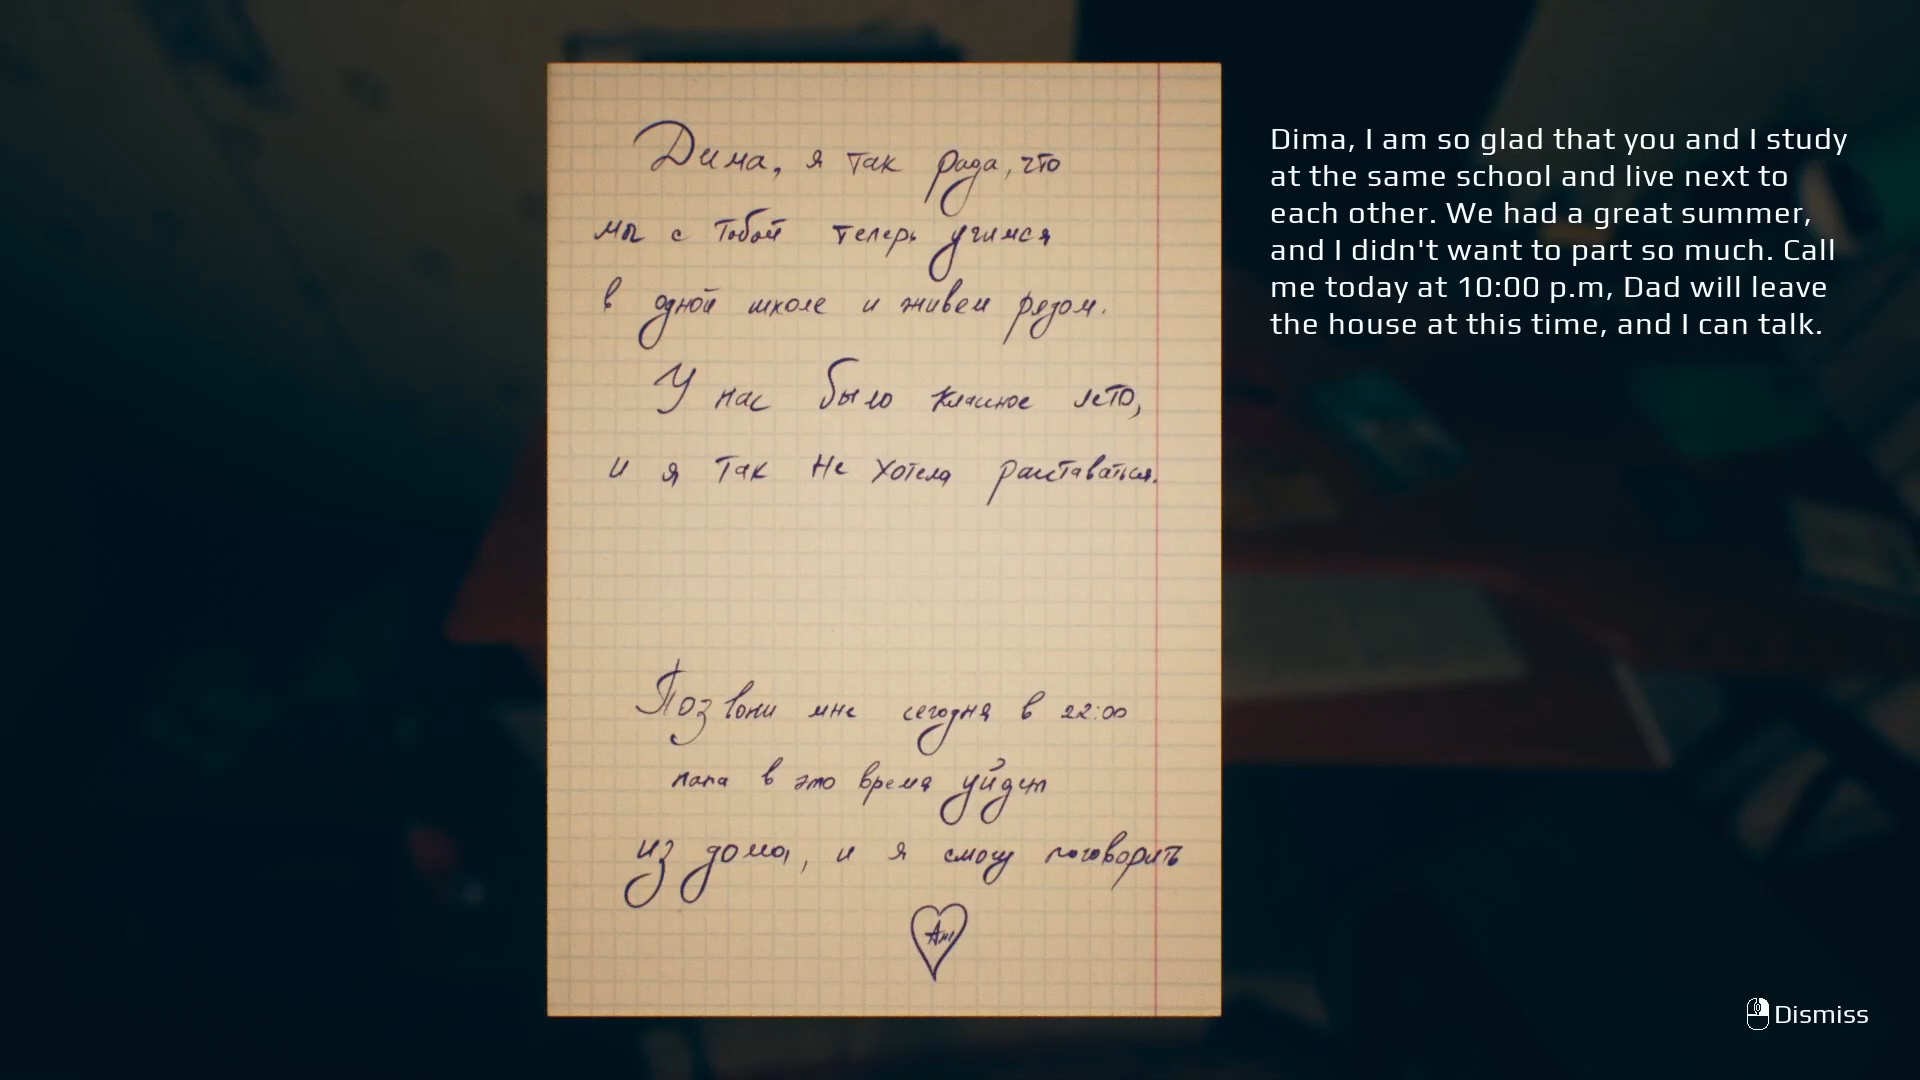 Дима, я так рада, что
мы с тобой теперь учимся
в одной школе и живем рядом.
У нас было классное лето,
и я так не хотела расставаться.
Позвони мне сегодня в 22:00
папа в это время уйдет
из дома, и я смогу поговорить
Аня
Dima, I am so glad that you and I study
at the same school and live next to
each other. We had a great summer,
and I didn't want to part so much. Call
me today at 10:00 p.m, Dad will leave
the house at this time, and I can talk.
Dismiss